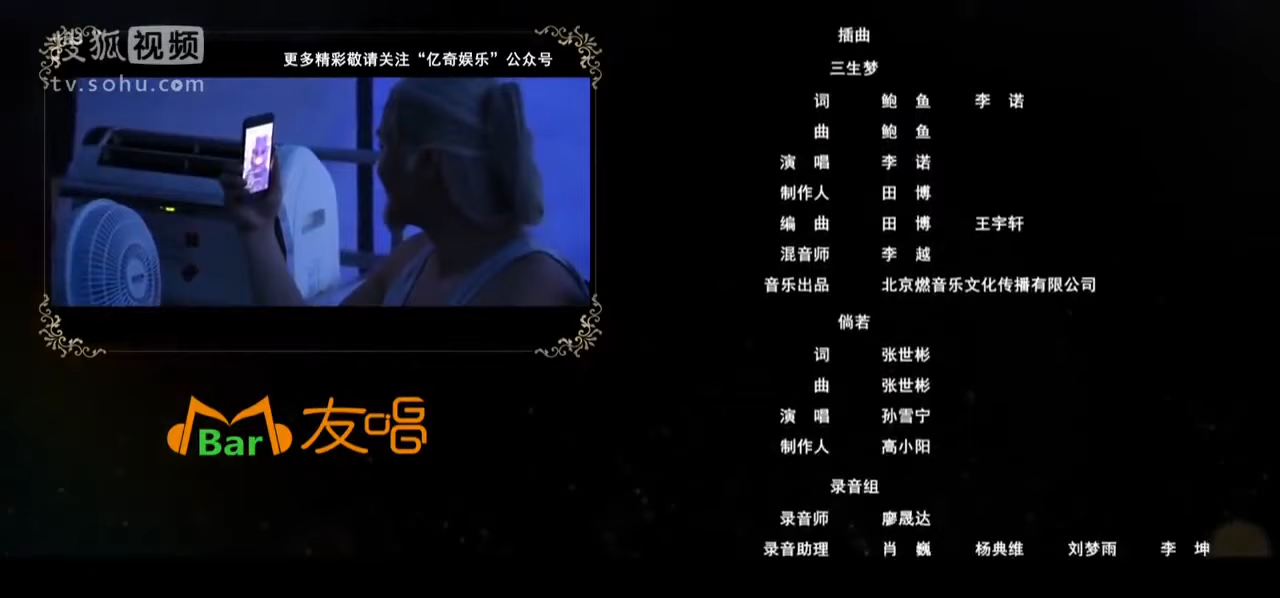 搜狐视频
tv.sohu.com
更多精彩敬请关注“亿奇娱乐”公众号
M Bar 友唱
插曲
三生梦
词 鲍 鱼 李 诺
曲 鲍 鱼
演 唱 李 诺
制作人 田 博
编 曲 田 博 王宇轩
混音师 李 越
音乐出品 北京燃音乐文化传播有限公司
倘若
词 张世彬
曲 张世彬
演 唱 孙雪宁
制作人 高小阳
录音组
录音师 廖晟达
录音助理 肖 巍 杨典维 刘梦雨 李 坤